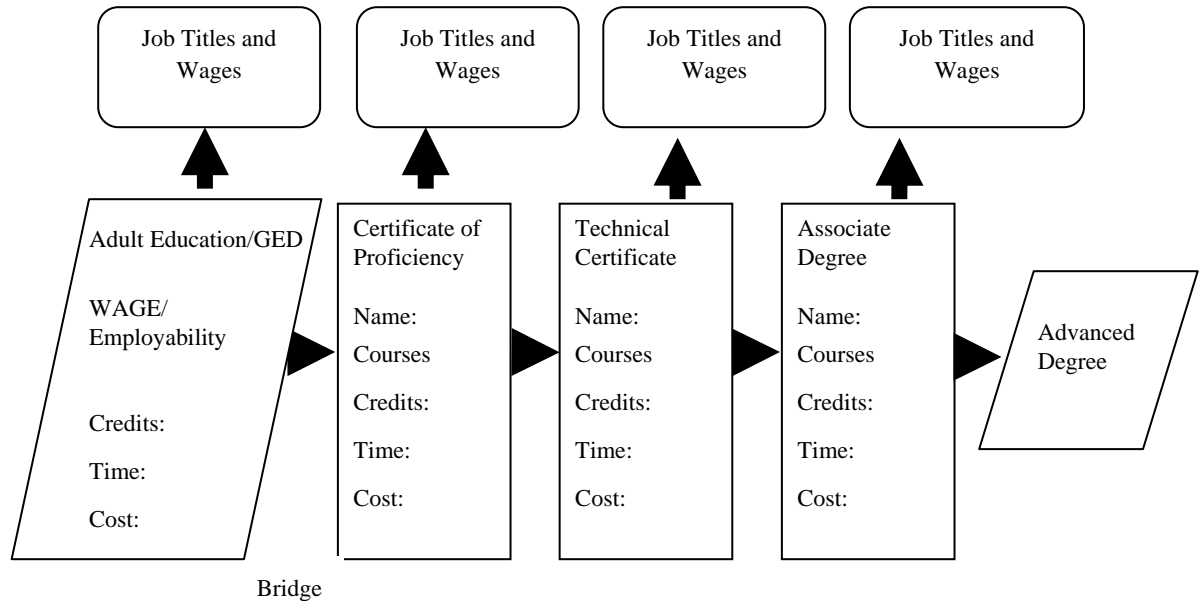 Job Titles and
Wages
Job Titles and
Wages
Job Titles and
Wages
Job Titles and
Wages
Adult Education/GED
WAGE/
Employability
Credits:
Time:
Cost:
Certificate of
Proficiency
Name:
Courses
Credits:
Time:
Cost:
Technical
Certificate
Name:
Courses
Credits:
Time:
Cost:
Associate
Degree
Name:
Courses
Credits:
Time:
Cost:
Advanced
Degree
Bridge